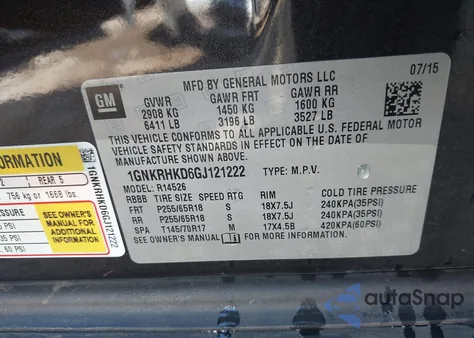 MFD BY GENERAL MOTORS LLC
07/15
GM
GVWR GAWR FRT GAWR RR
2908 KG 1450 KG 1600 KG
6411 LB 3196 LB 3527 LB
THIS VEHICLE CONFORMS TO ALL APPLICABLE U.S. FEDERAL MOTOR
VEHICLE SAFETY STANDARDS IN EFFECT ON THE DATE OF
MANUFACTURE SHOWN ABOVE.
1GNKRHKD6GJ121222 TYPE: M.P.V.
MODEL: R14526
RBBB TIRE SIZE SPEED RTG RIM COLD TIRE PRESSURE
FRT P255/65R18 S 18X7.5J 240KPA(35PSI)
RR P255/65R18 S 18X7.5J 240KPA(35PSI)
SPA T145/70R17 M 17X4.5B 420KPA(60PSI)
FORMATION
2 REAR 5
756 kg or 1668 lbs.
SEE OWNER'S
MANUAL FOR
ADDITIONAL
INFORMATION
1GNKRHKD6GJ121222
autoSnap